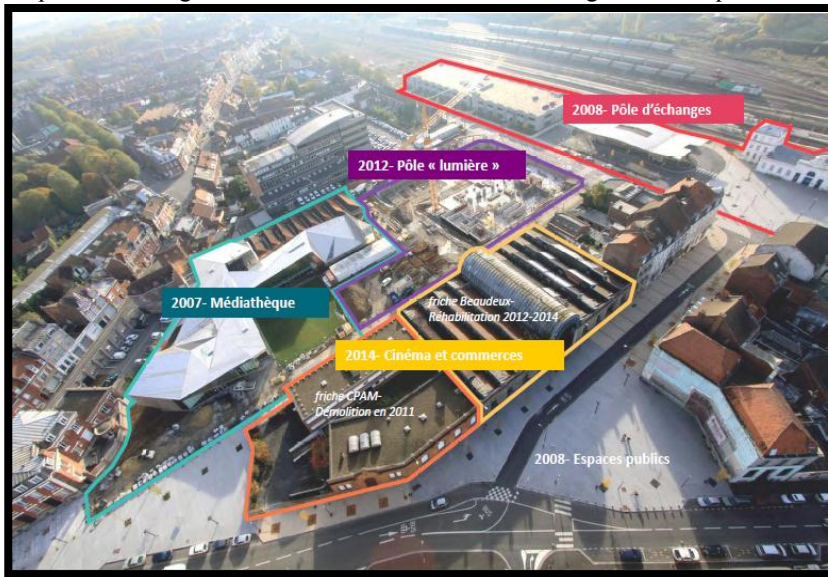 2008- Pôle d'échanges
2012- Pôle « lumière »
2007- Médiathèque
friche Beaudeux-
Réhabilitation 2012-2014
2014- Cinéma et commerces
friche CPAM-
Démolition en 2011
2008- Espaces publics